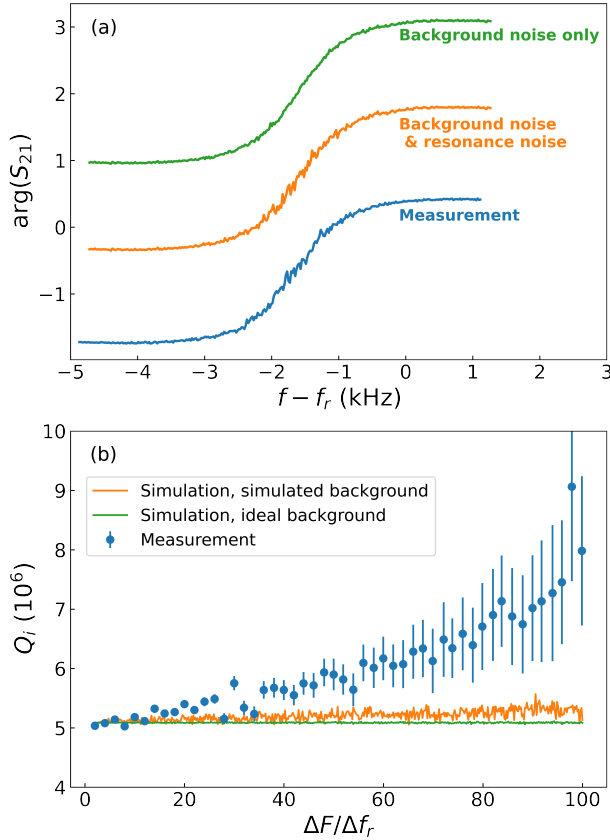 (a)
Background noise only
Background noise
& resonance noise
Measurement
arg(S₂₁)
3
2
1
0
−1
−5 −4 −3 −2 −1 0 1 2 3
f − fᵣ (kHz)
(b)
Simulation, simulated background
Simulation, ideal background
Measurement
Qᵢ (10⁶)
10
9
8
7
6
5
4
0 20 40 60 80 100
ΔF/Δfᵣ